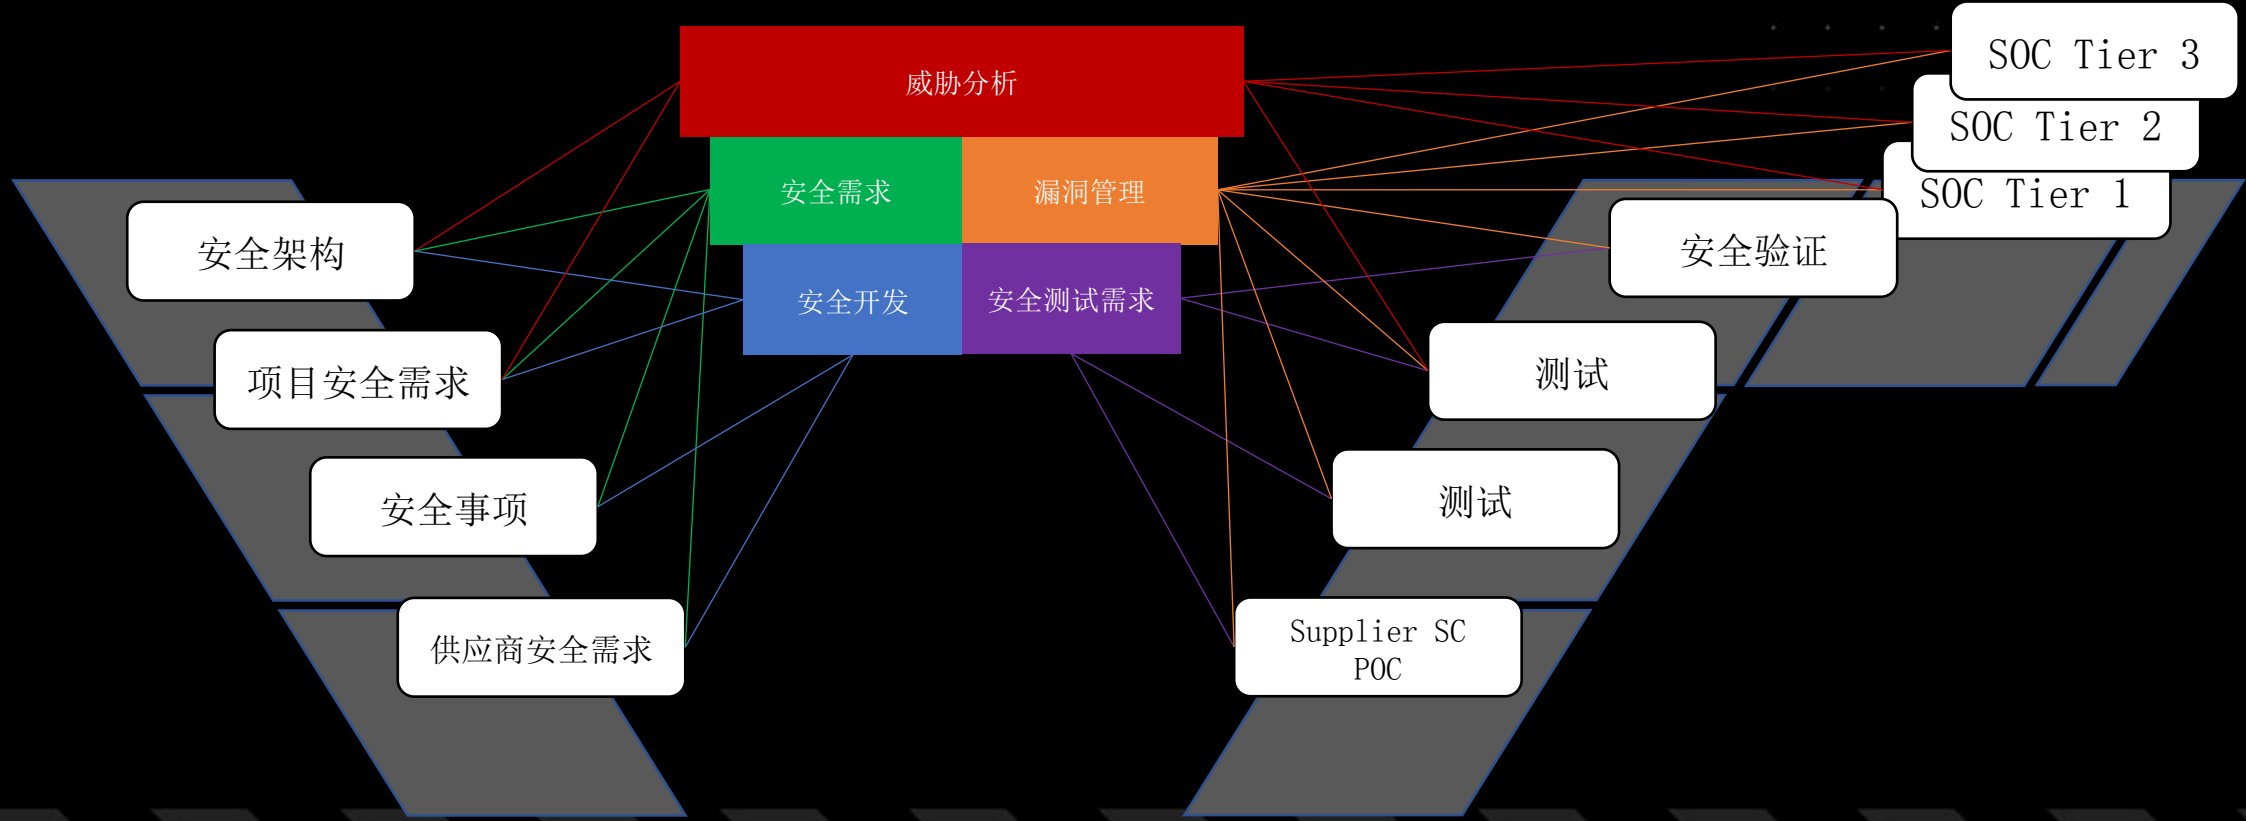 威胁分析
安全需求
漏洞管理
安全开发
安全测试需求
安全架构
项目安全需求
安全事项
供应商安全需求
SOC Tier 3
SOC Tier 2
SOC Tier 1
安全验证
测试
测试
Supplier SC
POC